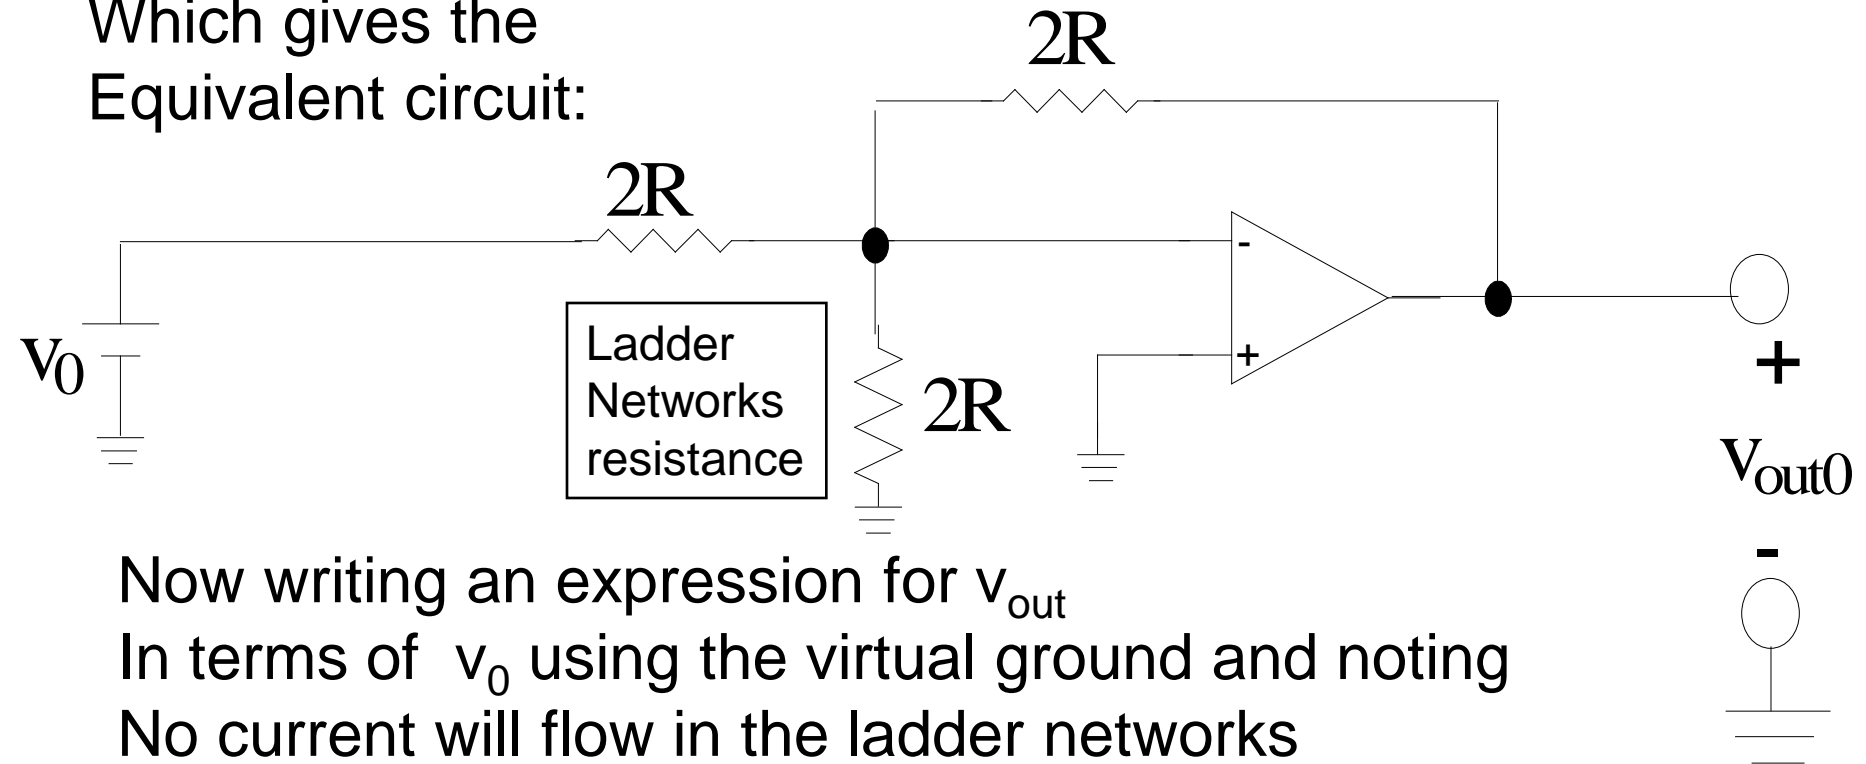 Which gives the
Equivalent circuit:
2R
2R
-
+
v0
Ladder
Networks
resistance
2R
+
vout0
-
Now writing an expression for vout
In terms of v0 using the virtual ground and noting
No current will flow in the ladder networks